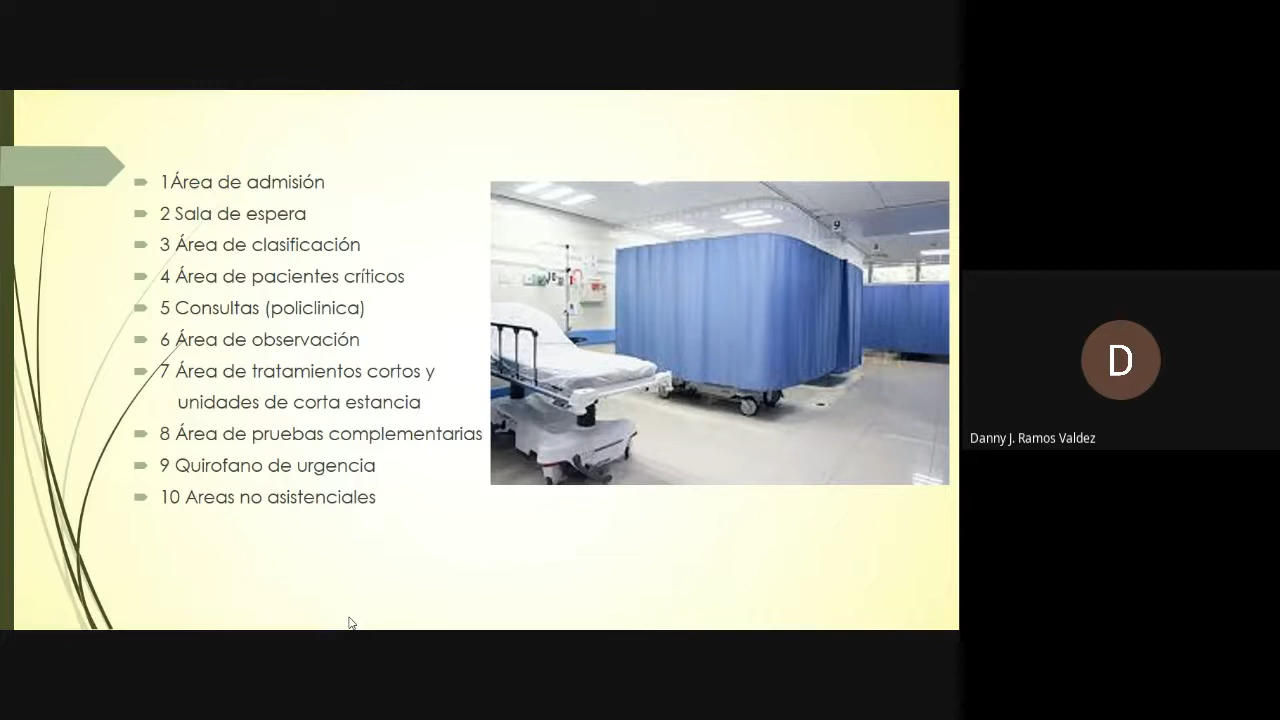 1Área de admisión
2 Sala de espera
3 Área de clasificación
4 Área de pacientes críticos
5 Consultas (policlinica)
6 Área de observación
7 Área de tratamientos cortos y
unidades de corta estancia
8 Área de pruebas complementarias
9 Quirofano de urgencia
10 Areas no asistenciales
9
D
Danny J. Ramos Valdez